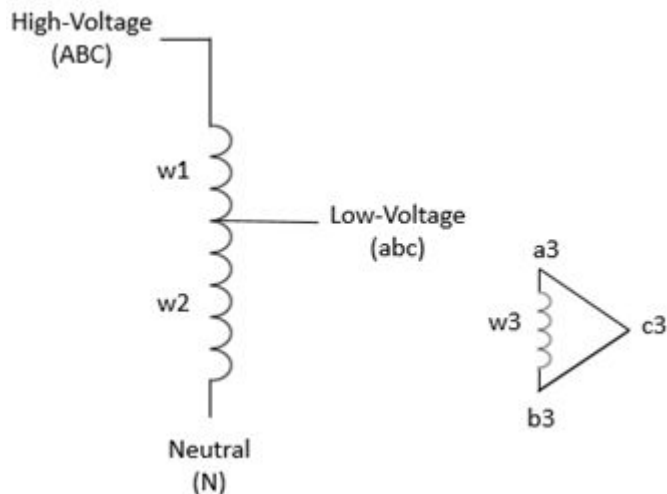 High-Voltage
(ABC)
w1
Low-Voltage
(abc)
w2
a3
w3
c3
b3
Neutral
(N)